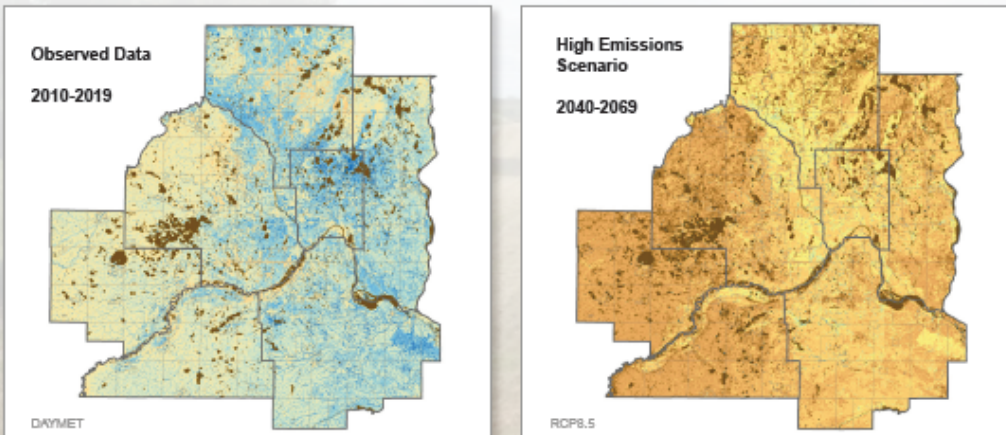 Observed Data
2010-2019
DAYMET
High Emissions
Scenario
2040-2069
RCP8.5